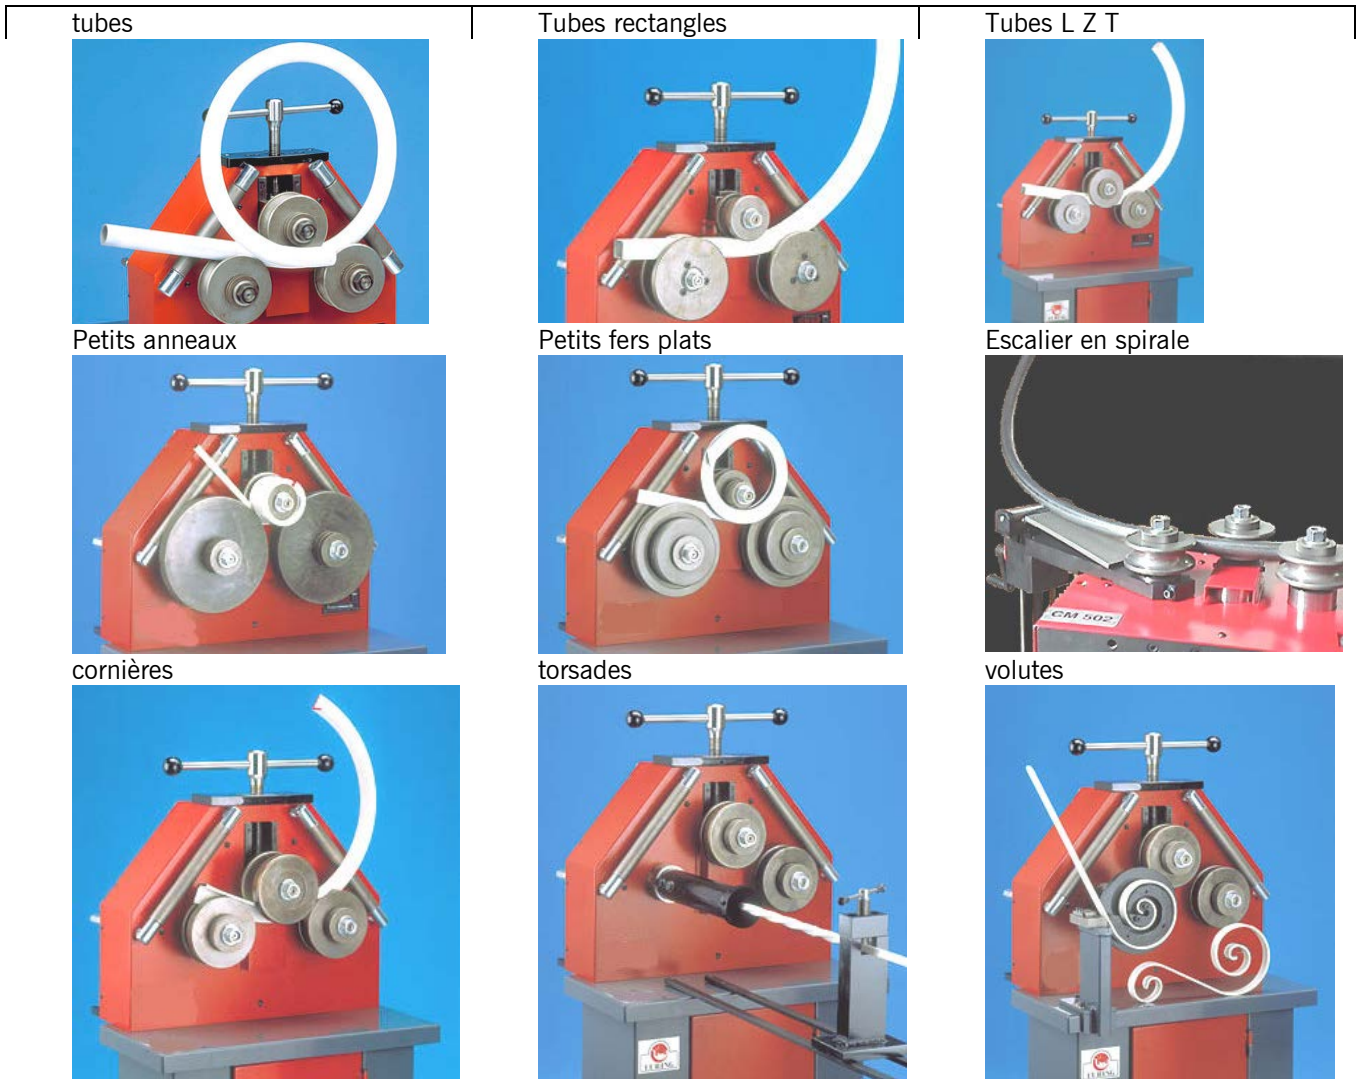 tubes
Tubes rectangles
Tubes L Z T
Petits anneaux
Petits fers plats
Escalier en spirale
CM 502
cornières
torsades
volutes